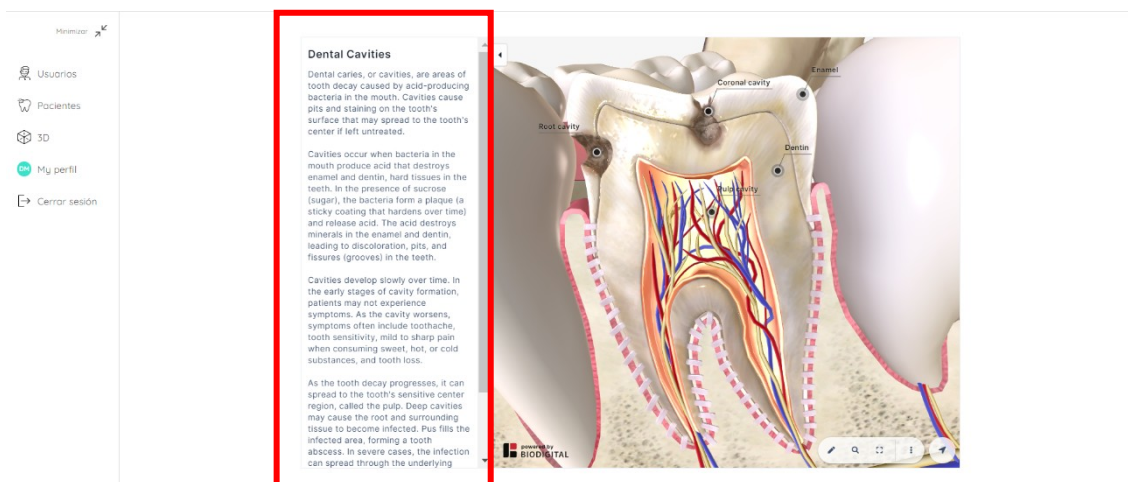 Minimizar
Usuarios
Pacientes
3D
DM My perfil
Cerrar sesión
Dental Cavities
Dental caries, or cavities, are areas of
tooth decay caused by acid-producing
bacteria in the mouth. Cavities cause
pits and staining on the tooth's
surface that may spread to the tooth's
center if left untreated.
Cavities occur when bacteria in the
mouth produce acid that destroys
enamel and dentin, hard tissues in the
teeth. In the presence of sucrose
(sugar), the bacteria form a plaque (a
sticky coating that hardens over time)
and release acid. The acid destroys
minerals in the enamel and dentin,
leading to discoloration, pits, and
fissures (grooves) in the teeth.
Cavities develop slowly over time. In
the early stages of cavity formation,
patients may not experience
symptoms. As the cavity worsens,
symptoms often include toothache,
tooth sensitivity, mild to sharp pain
when consuming sweet, hot, or cold
substances, and tooth loss.
As the tooth decay progresses, it can
spread to the tooth's sensitive center
region, called the pulp. Deep cavities
may cause the root and surrounding
tissue to become infected. Pus fills the
infected area, forming a tooth
abscess. In severe cases, the infection
can spread through the underlying
Enamel
Coronal cavity
Root cavity
Dentin
Pulp cavity
powered by
BIODIGITAL